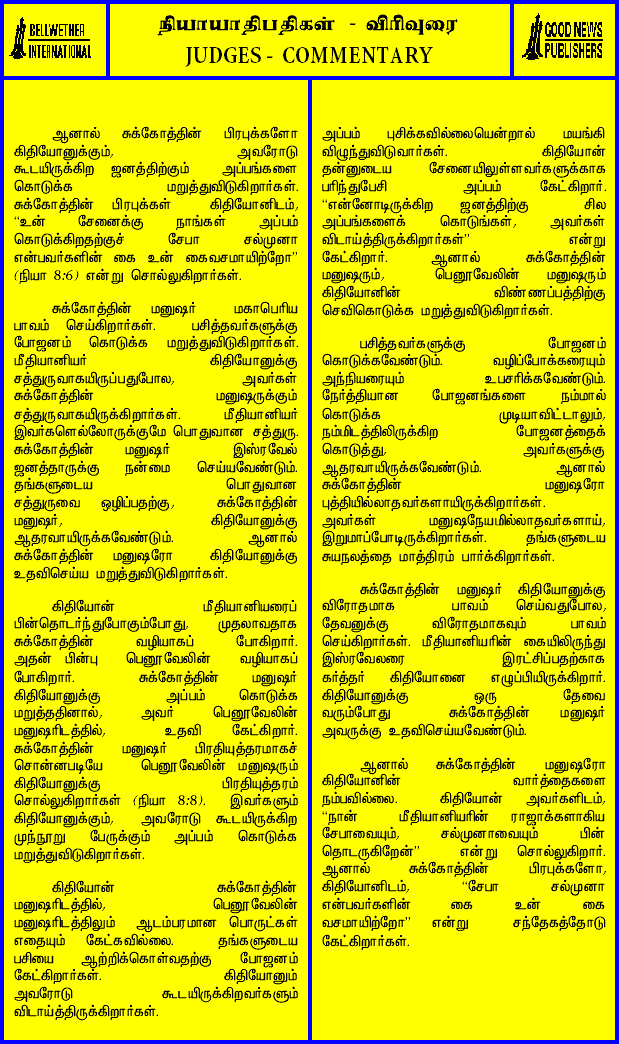 BELLWETHER
INTERNATIONAL
நியாயாதிபதிகள் - விரிவுரை
JUDGES - COMMENTARY
GOOD NEWS
PUBLISHERS
ஆனால் சுக்கோத்தின் பிரபுக்களோ
கிதியோனுக்கும், அவரோடு
கூடயிருக்கிற ஜனத்திற்கும் அப்பங்களை
கொடுக்க மறுத்துவிடுகிறார்கள்.
சுக்கோத்தின் பிரபுக்கள் கிதியோனிடம்,
“உன் சேனைக்கு நாங்கள் அப்பம்
கொடுக்கிறதற்குச் சேபா சல்முனா
என்பவர்களின் கை உன் கைவசமாயிற்றோ”
(நியா 8:6) என்று சொல்லுகிறார்கள்.
சுக்கோத்தின் மனுஷர் மகாபெரிய
பாவம் செய்கிறார்கள். பசித்தவர்களுக்கு
போஜனம் கொடுக்க மறுத்துவிடுகிறார்கள்.
மீதியானியர் கிதியோனுக்கு
சத்துருவாகயிருப்பதுபோல, அவர்கள்
சுக்கோத்தின் மனுஷருக்கும்
சத்துருவாகயிருக்கிறார்கள். மீதியானியர்
இவர்களெல்லோருக்குமே பொதுவான சத்துரு.
சுக்கோத்தின் மனுஷர் இஸ்ரவேல்
ஜனத்தாருக்கு நன்மை செய்யவேண்டும்.
தங்களுடைய பொதுவான
சத்துருவை ஒழிப்பதற்கு, சுக்கோத்தின்
மனுஷர், கிதியோனுக்கு
ஆதரவாயிருக்கவேண்டும். ஆனால்
சுக்கோத்தின் மனுஷரோ கிதியோனுக்கு
உதவிசெய்ய மறுத்துவிடுகிறார்கள்.
கிதியோன் மீதியானியரைப்
பின்தொடர்ந்துபோகும்போது, முதலாவதாக
சுக்கோத்தின் வழியாகப் போகிறார்.
அதன் பின்பு பெனூவேலின் வழியாகப்
போகிறார். சுக்கோத்தின் மனுஷர்
கிதியோனுக்கு அப்பம் கொடுக்க
மறுத்ததினால், அவர் பெனூவேலின்
மனுஷரிடத்தில், உதவி கேட்கிறார்.
சுக்கோத்தின் மனுஷர் பிரதியுத்தரமாகச்
சொன்னபடியே பெனூவேலின் மனுஷரும்
கிதியோனுக்கு பிரதியுத்தரம்
சொல்லுகிறார்கள் (நியா 8:8). இவர்களும்
கிதியோனுக்கும், அவரோடு கூடயிருக்கிற
முந்நூறு பேருக்கும் அப்பம் கொடுக்க
மறுத்துவிடுகிறார்கள்.
கிதியோன் சுக்கோத்தின்
மனுஷரிடத்தில், பெனூவேலின்
மனுஷரிடத்திலும் ஆடம்பரமான பொருட்கள்
எதையும் கேட்கவில்லை. தங்களுடைய
பசியை ஆற்றிக்கொள்வதற்கு போஜனம்
கேட்கிறார்கள். கிதியோனும்
அவரோடு கூடயிருக்கிறவர்களும்
விடாய்த்திருக்கிறார்கள்.
அப்பம் புசிக்கவில்லையென்றால் மயங்கி
விழுந்துவிடுவார்கள். கிதியோன்
தன்னுடைய சேனையிலுள்ளவர்களுக்காக
பரிந்துபேசி அப்பம் கேட்கிறார்.
“என்னோடிருக்கிற ஜனத்திற்கு சில
அப்பங்களைக் கொடுங்கள், அவர்கள்
விடாய்த்திருக்கிறார்கள்” என்று
கேட்கிறார். ஆனால் சுக்கோத்தின்
மனுஷரும், பெனூவேலின் மனுஷரும்
கிதியோனின் விண்ணப்பத்திற்கு
செவிகொடுக்க மறுத்துவிடுகிறார்கள்.
பசித்தவர்களுக்கு போஜனம்
கொடுக்கவேண்டும். வழிப்போக்கரையும்
அந்நியரையும் உபசரிக்கவேண்டும்.
நேர்த்தியான போஜனங்களை நம்மால்
கொடுக்க முடியாவிட்டாலும்,
நம்மிடத்திலிருக்கிற போஜனத்தைக்
கொடுத்து, அவர்களுக்கு
ஆதரவாயிருக்கவேண்டும். ஆனால்
சுக்கோத்தின் மனுஷரோ
புத்தியில்லாதவர்களாயிருக்கிறார்கள்.
அவர்கள் மனுஷநேயமில்லாதவர்களாய்,
இறுமாப்போடிருக்கிறார்கள். தங்களுடைய
சுயநலத்தை மாத்திரம் பார்க்கிறார்கள்.
சுக்கோத்தின் மனுஷர் கிதியோனுக்கு
விரோதமாக பாவம் செய்வதுபோல,
தேவனுக்கு விரோதமாகவும் பாவம்
செய்கிறார்கள். மீதியானியரின் கையிலிருந்து
இஸ்ரவேலரை இரட்சிப்பதற்காக
கர்த்தர் கிதியோனை எழுப்பியிருக்கிறார்.
கிதியோனுக்கு ஒரு தேவை
வரும்போது சுக்கோத்தின் மனுஷர்
அவருக்கு உதவிசெய்யவேண்டும்.
ஆனால் சுக்கோத்தின் மனுஷரோ
கிதியோனின் வார்த்தைகளை
நம்பவில்லை. கிதியோன் அவர்களிடம்,
“நான் மீதியானியரின் ராஜாக்களாகிய
சேபாவையும், சல்முனாவையும் பின்
தொடருகிறேன்” என்று சொல்லுகிறார்.
ஆனால் சுக்கோத்தின் பிரபுக்களோ,
கிதியோனிடம், “சேபா சல்முனா
என்பவர்களின் கை உன் கை
வசமாயிற்றோ” என்று சந்தேகத்தோடு
கேட்கிறார்கள்.